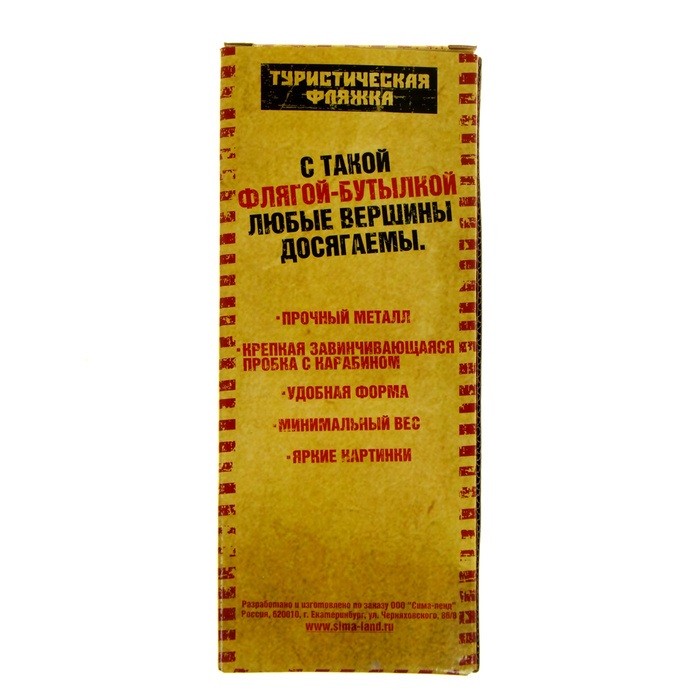 ТУРИСТИЧЕСКАЯ
ФЛЯЖКА
С ТАКОЙ
ФЛЯГОЙ-БУТЫЛКОЙ
ЛЮБЫЕ ВЕРШИНЫ
ДОСЯГАЕМЫ.
·ПРОЧНЫЙ МЕТАЛЛ
·КРЕПКАЯ ЗАВИНЧИВАЮЩАЯСЯ
ПРОБКА С КАРАБИНОМ
·УДОБНАЯ ФОРМА
·МИНИМАЛЬНЫЙ ВЕС
·ЯРКИЕ КАРТИНКИ
Разработано и изготовлено по заказу ООО "Сима-ленд"
Россия, 620010, г. Екатеринбург, ул. Черняховского, 86/8
www.sima-land.ru